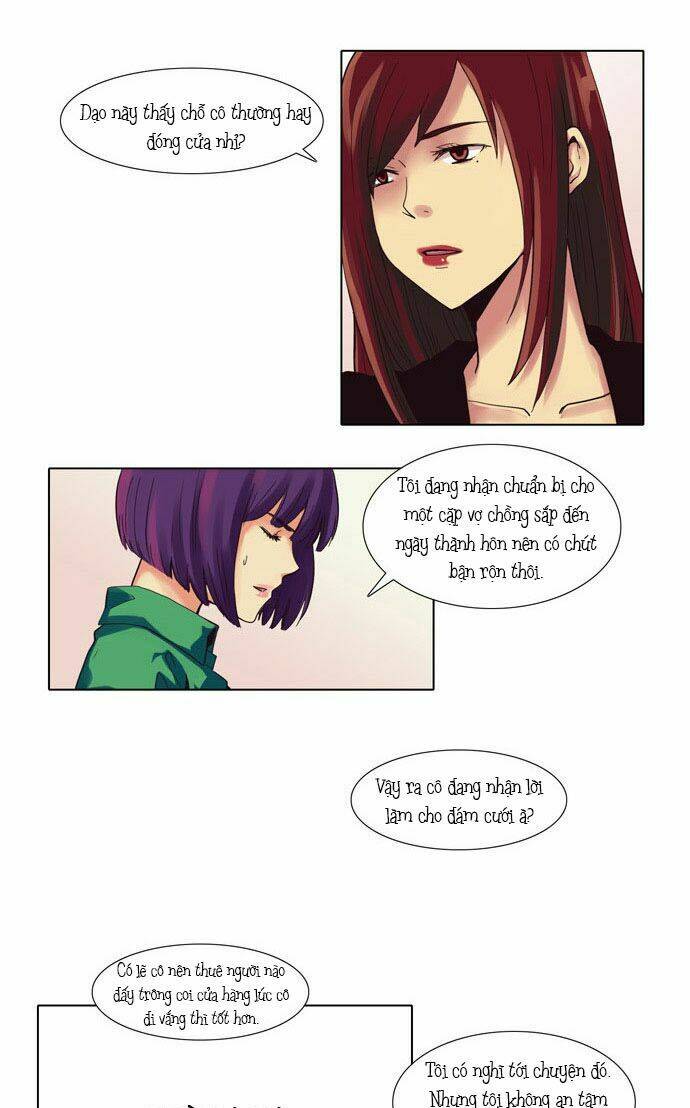 Dạo này thấy chỗ cô thường hay
đóng cửa nhỉ?
Tôi đang nhận chuẩn bị cho
một cặp vợ chồng sắp đến
ngày thành hôn nên có chút
bận rộn thôi.
Vậy ra cô đang nhận lời
làm cho đám cưới à?
Có lẽ cô nên thuê người nào
đấy trông coi cửa hàng lúc cô
đi vắng thì tốt hơn.
Tôi có nghĩ tới chuyện đó.
Nhưng tôi không an tâm